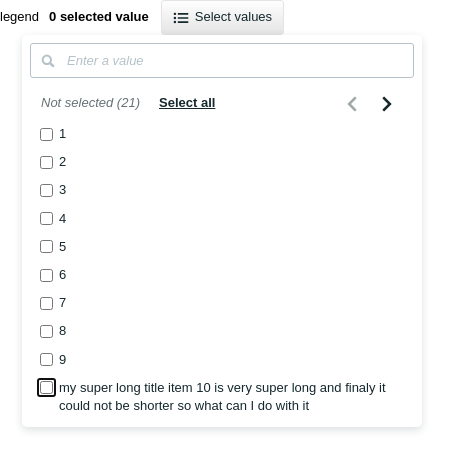 legend 0 selected value Select values
Enter a value
Not selected (21) Select all
1
2
3
4
5
6
7
8
9
my super long title item 10 is very super long and finaly it
could not be shorter so what can I do with it